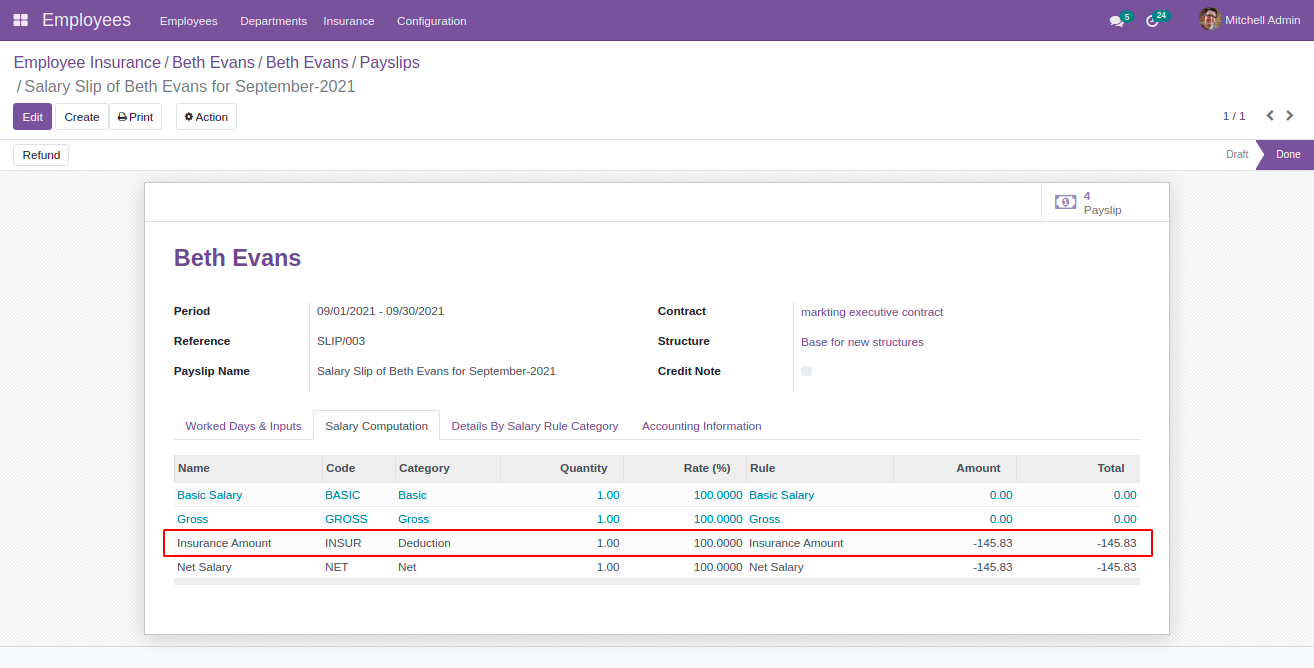 Employees Employees Departments Insurance Configuration 5 24 Mitchell Admin
Employee Insurance / Beth Evans / Beth Evans / Payslips
/ Salary Slip of Beth Evans for September-2021
Edit Create Print Action 1 / 1
Refund Draft Done
4
Payslip
Beth Evans
Period 09/01/2021 - 09/30/2021 Contract markting executive contract
Reference SLIP/003 Structure Base for new structures
Payslip Name Salary Slip of Beth Evans for September-2021 Credit Note
Worked Days & Inputs Salary Computation Details By Salary Rule Category Accounting Information
Name Code Category Quantity Rate (%) Rule Amount Total
Basic Salary BASIC Basic 1.00 100.0000 Basic Salary 0.00 0.00
Gross GROSS Gross 1.00 100.0000 Gross 0.00 0.00
Insurance Amount INSUR Deduction 1.00 100.0000 Insurance Amount -145.83 -145.83
Net Salary NET Net 1.00 100.0000 Net Salary -145.83 -145.83